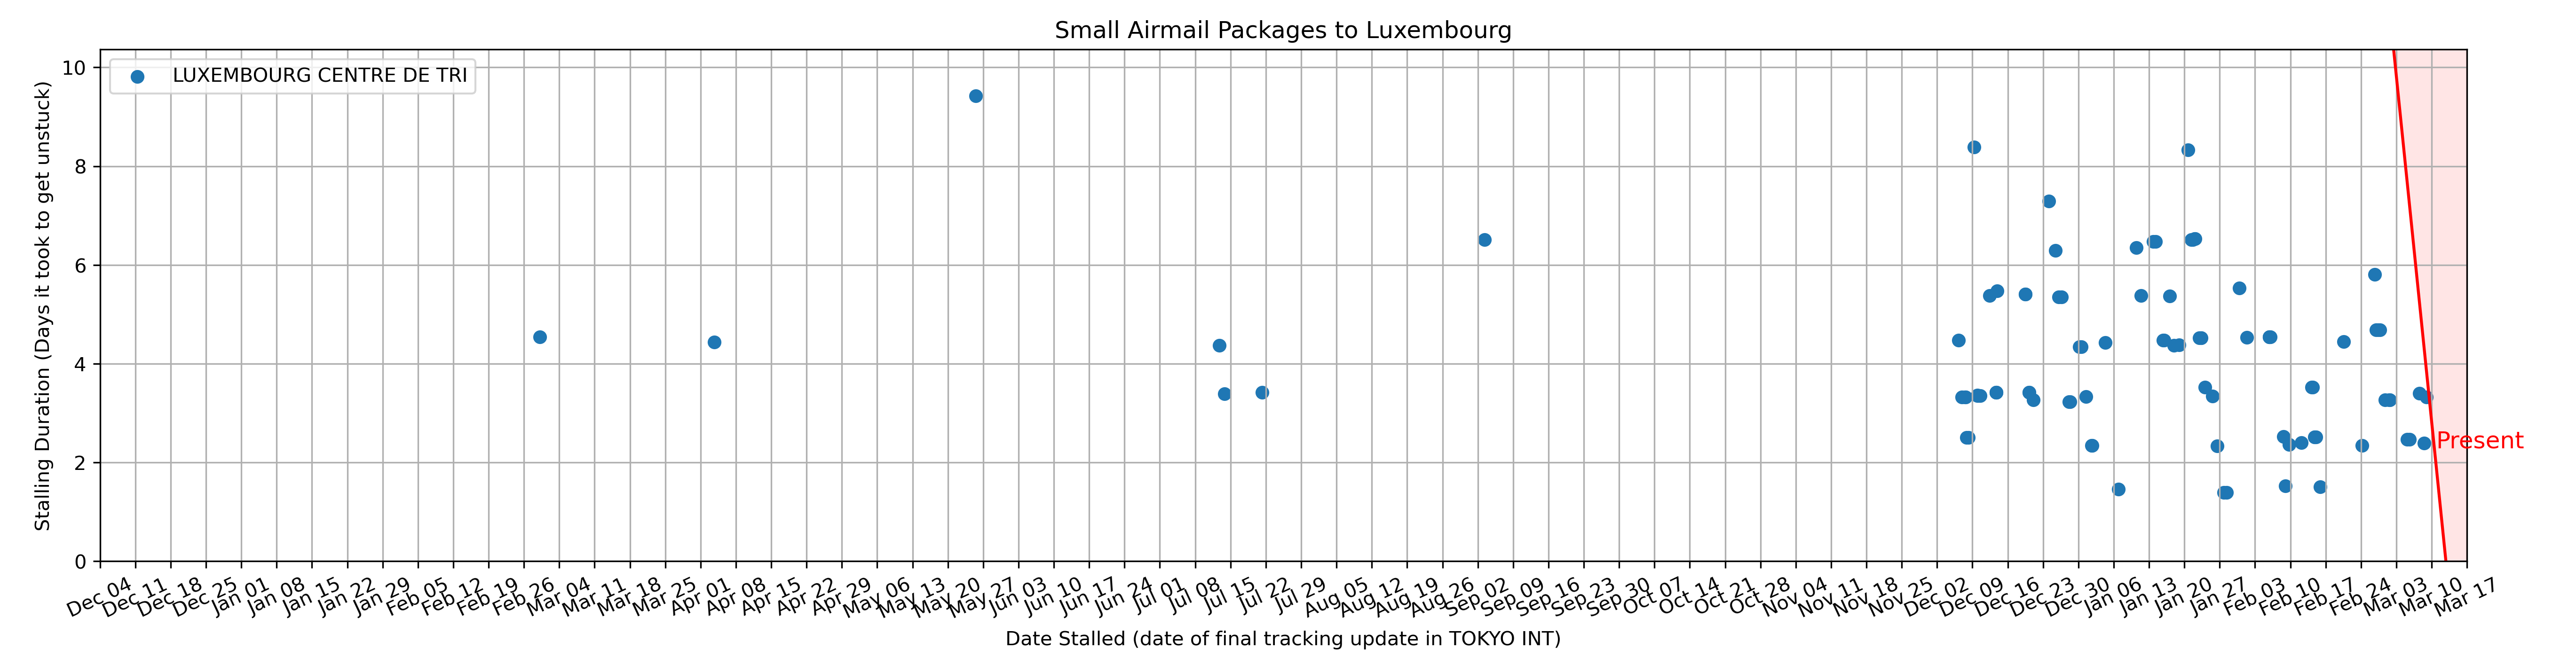 Small Airmail Packages to Luxembourg
LUXEMBOURG CENTRE DE TRI
Stalling Duration (Days it took to get unstuck)
10
8
6
4
2
0
Present
Dec 04
Dec 11
Dec 18
Dec 25
Jan 01
Jan 08
Jan 15
Jan 22
Jan 29
Feb 05
Feb 12
Feb 19
Feb 26
Mar 04
Mar 11
Mar 18
Mar 25
Apr 01
Apr 08
Apr 15
Apr 22
Apr 29
May 06
May 13
May 20
May 27
Jun 03
Jun 10
Jun 17
Jun 24
Jul 01
Jul 08
Jul 15
Jul 22
Jul 29
Aug 05
Aug 12
Aug 19
Aug 26
Sep 02
Sep 09
Sep 16
Sep 23
Sep 30
Oct 07
Oct 14
Oct 21
Oct 28
Nov 04
Nov 11
Nov 18
Nov 25
Dec 02
Dec 09
Dec 16
Dec 23
Dec 30
Jan 06
Jan 13
Jan 20
Jan 27
Feb 03
Feb 10
Feb 17
Feb 24
Mar 03
Mar 10
Mar 17
Date Stalled (date of final tracking update in TOKYO INT)